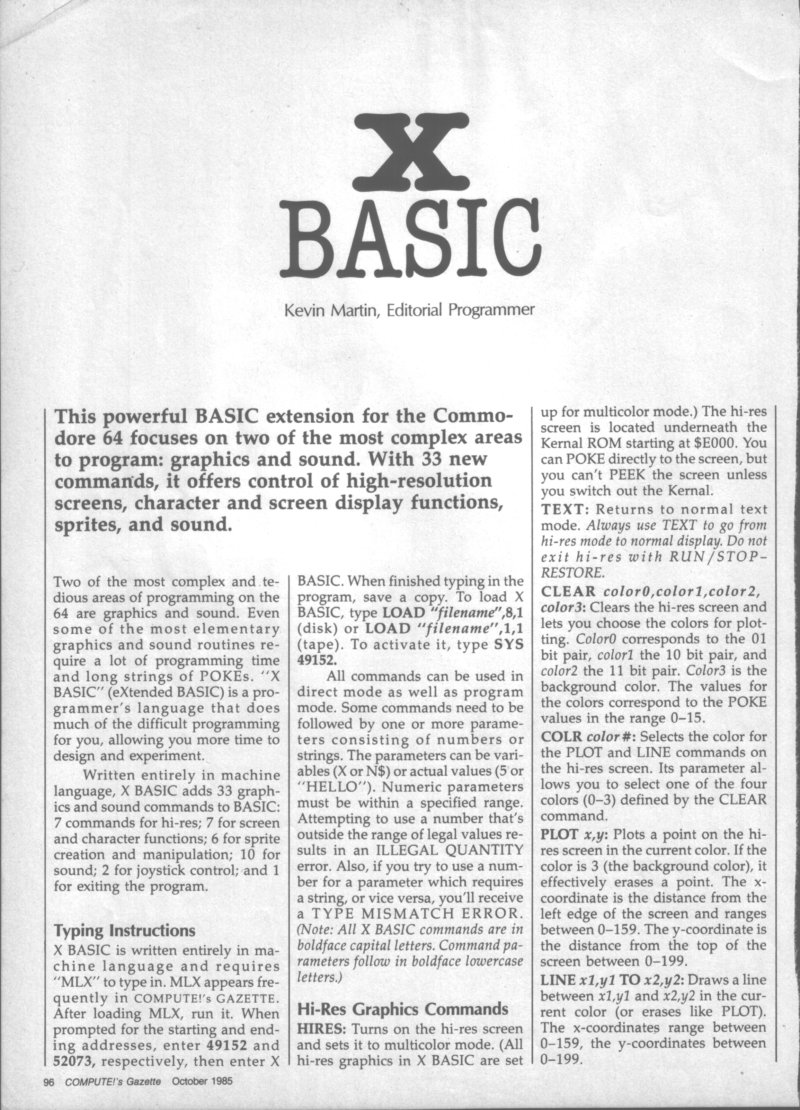 X
BASIC
Kevin Martin, Editorial Programmer
This powerful BASIC extension for the Commo-
dore 64 focuses on two of the most complex areas
to program: graphics and sound. With 33 new
commands, it offers control of high-resolution
screens, character and screen display functions,
sprites, and sound.
Two of the most complex and te-
dious areas of programming on the
64 are graphics and sound. Even
some of the most elementary
graphics and sound routines re-
quire a lot of programming time
and long strings of POKEs. "X
BASIC" (eXtended BASIC) is a pro-
grammer's language that does
much of the difficult programming
for you, allowing you more time to
design and experiment.
Written entirely in machine
language, X BASIC adds 33 graph-
ics and sound commands to BASIC:
7 commands for hi-res; 7 for screen
and character functions; 6 for sprite
creation and manipulation; 10 for
sound; 2 for joystick control; and 1
for exiting the program.
Typing Instructions
X BASIC is written entirely in ma-
chine language and requires
"MLX" to type in. MLX appears fre-
quently in COMPUTE!'s GAZETTE.
After loading MLX, run it. When
prompted for the starting and end-
ing addresses, enter 49152 and
52073, respectively, then enter X
BASIC. When finished typing in the
program, save a copy. To load X
BASIC, type LOAD "filename",8,1
(disk) or LOAD "filename",1,1
(tape). To activate it, type SYS
49152.
All commands can be used in
direct mode as well as program
mode. Some commands need to be
followed by one or more parame-
ters consisting of numbers or
strings. The parameters can be vari-
ables (X or N$) or actual values (5 or
"HELLO"). Numeric parameters
must be within a specified range.
Attempting to use a number that's
outside the range of legal values re-
sults in an ILLEGAL QUANTITY
error. Also, if you try to use a num-
ber for a parameter which requires
a string, or vice versa, you'll receive
a TYPE MISMATCH ERROR.
(Note: All X BASIC commands are in
boldface capital letters. Command pa-
rameters follow in boldface lowercase
letters.)
Hi-Res Graphics Commands
HIRES: Turns on the hi-res screen
and sets it to multicolor mode. (All
hi-res graphics in X BASIC are set
up for multicolor mode.) The hi-res
screen is located underneath the
Kernal ROM starting at $E000. You
can POKE directly to the screen, but
you can't PEEK the screen unless
you switch out the Kernal.
TEXT: Returns to normal text
mode. Always use TEXT to go from
hi-res mode to normal display. Do not
exit hi-res with RUN/STOP-
RESTORE.
CLEAR color0,color1,color2,
color3: Clears the hi-res screen and
lets you choose the colors for plot-
ting. Color0 corresponds to the 01
bit pair, color1 the 10 bit pair, and
color2 the 11 bit pair. Color3 is the
background color. The values for
the colors correspond to the POKE
values in the range 0–15.
COLR color#: Selects the color for
the PLOT and LINE commands on
the hi-res screen. Its parameter al-
lows you to select one of the four
colors (0–3) defined by the CLEAR
command.
PLOT x,y: Plots a point on the hi-
res screen in the current color. If the
color is 3 (the background color), it
effectively erases a point. The x-
coordinate is the distance from the
left edge of the screen and ranges
between 0–159. The y-coordinate is
the distance from the top of the
screen between 0–199.
LINE x1,y1 TO x2,y2: Draws a line
between x1,y1 and x2,y2 in the cur-
rent color (or erases like PLOT).
The x-coordinates range between
0–159, the y-coordinates between
0–199.
96 COMPUTE!'s Gazette October 1985